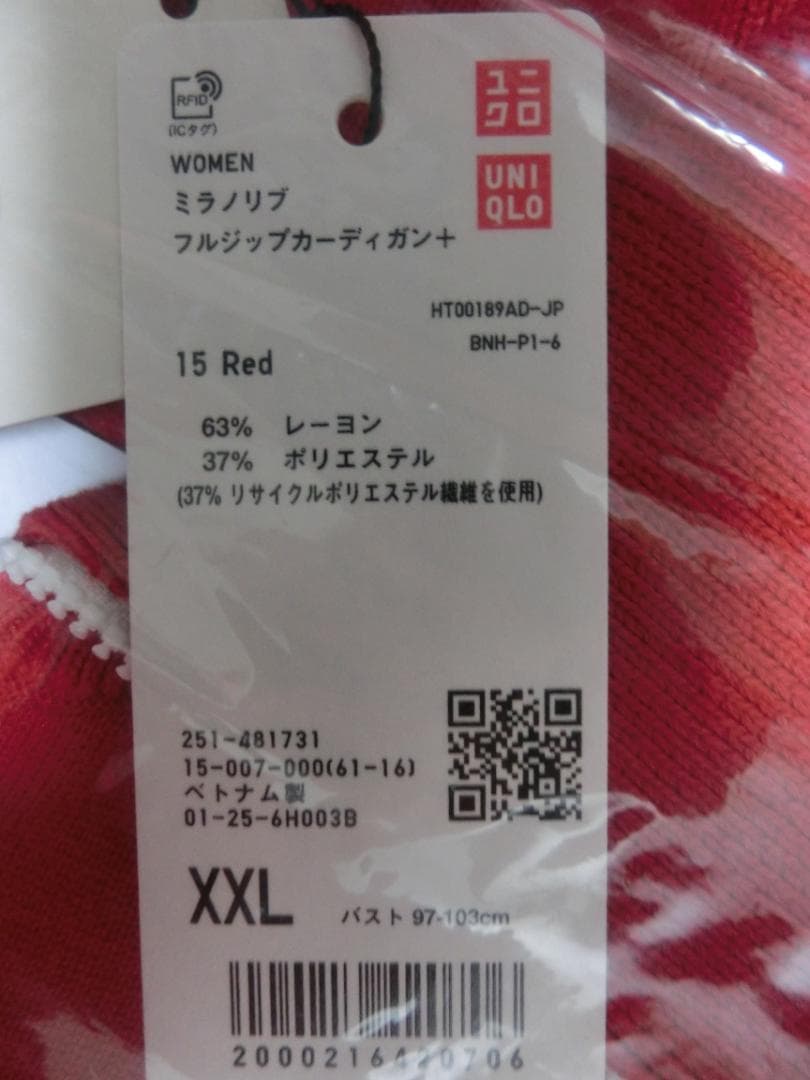 RFID
(ICタグ)
ユニ
クロ
UNI
QLO
WOMEN
ミラノリブ
フルジップカーディガン+
HT00189AD-JP
BNH-P1-6
15 Red
63% レーヨン
37% ポリエステル
(37% リサイクルポリエステル繊維を使用)
251-481731
15-007-000(61-16)
ベトナム製
01-25-6H003B
XXL バスト 97-103cm
2000216420706